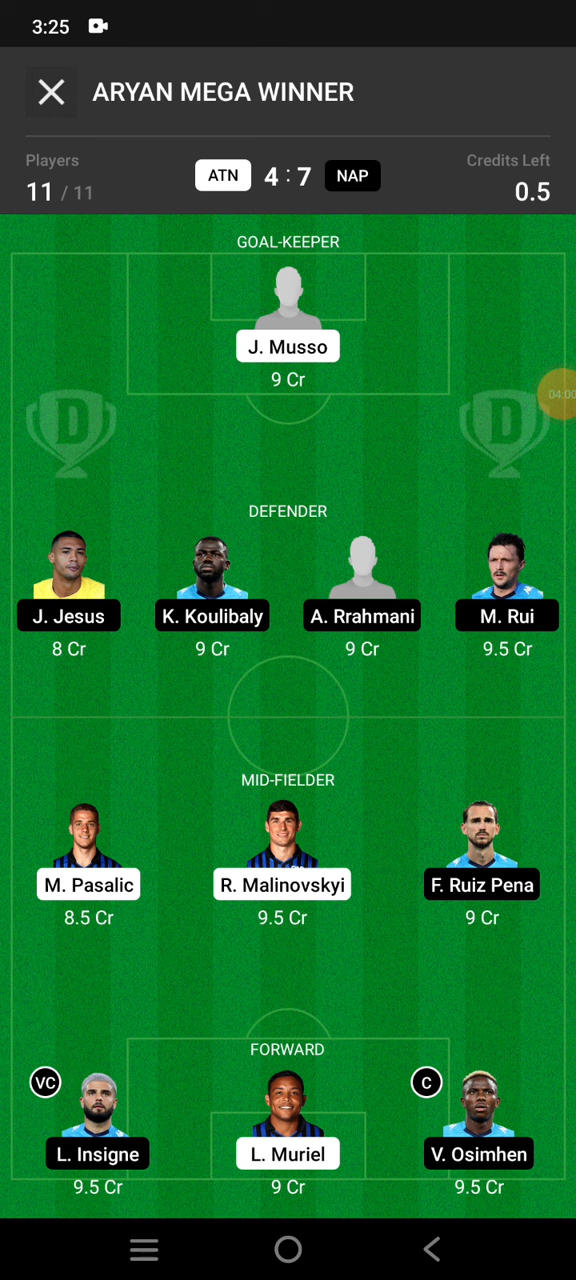 3:25
ARYAN MEGA WINNER
Players
Credits Left
11 / 11
ATN 4 : 7 NAP
0.5
GOAL-KEEPER
J. Musso
9 Cr
04:00
D D
DEFENDER
J. Jesus K. Koulibaly A. Rrahmani M. Rui
8 Cr 9 Cr 9 Cr 9.5 Cr
MID-FIELDER
M. Pasalic R. Malinovskyi F. Ruiz Pena
8.5 Cr 9.5 Cr 9 Cr
FORWARD
VC C
L. Insigne L. Muriel V. Osimhen
9.5 Cr 9 Cr 9.5 Cr